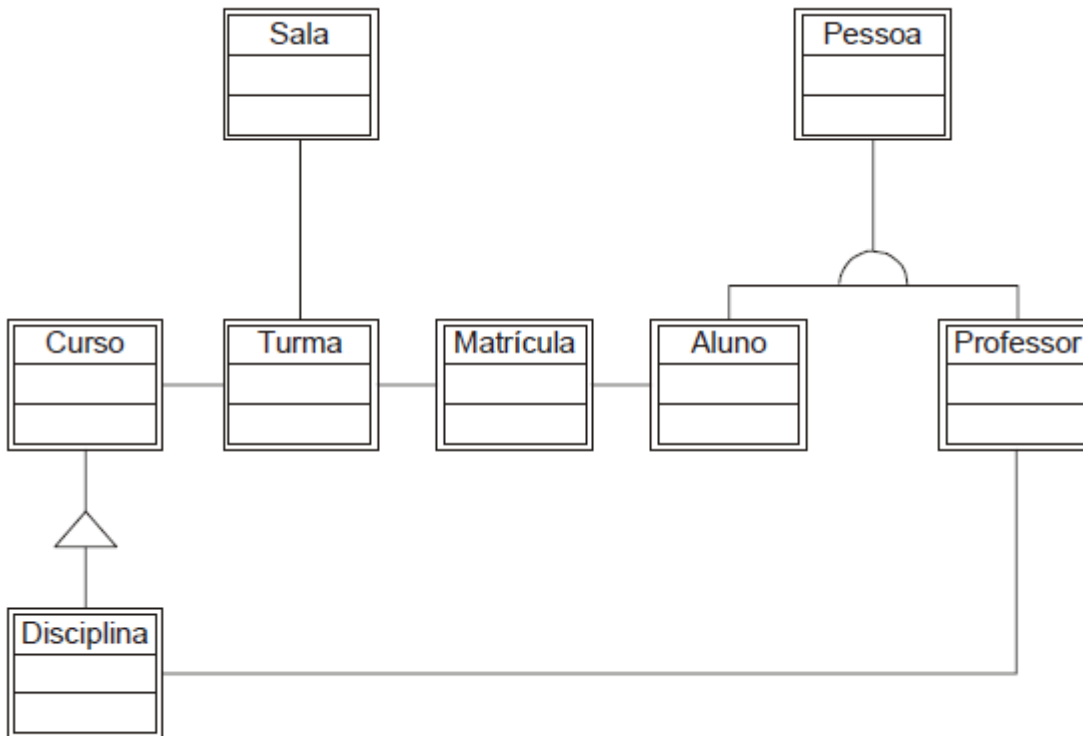 Sala
Pessoa
Curso
Turma
Matrícula
Aluno
Professor
Disciplina